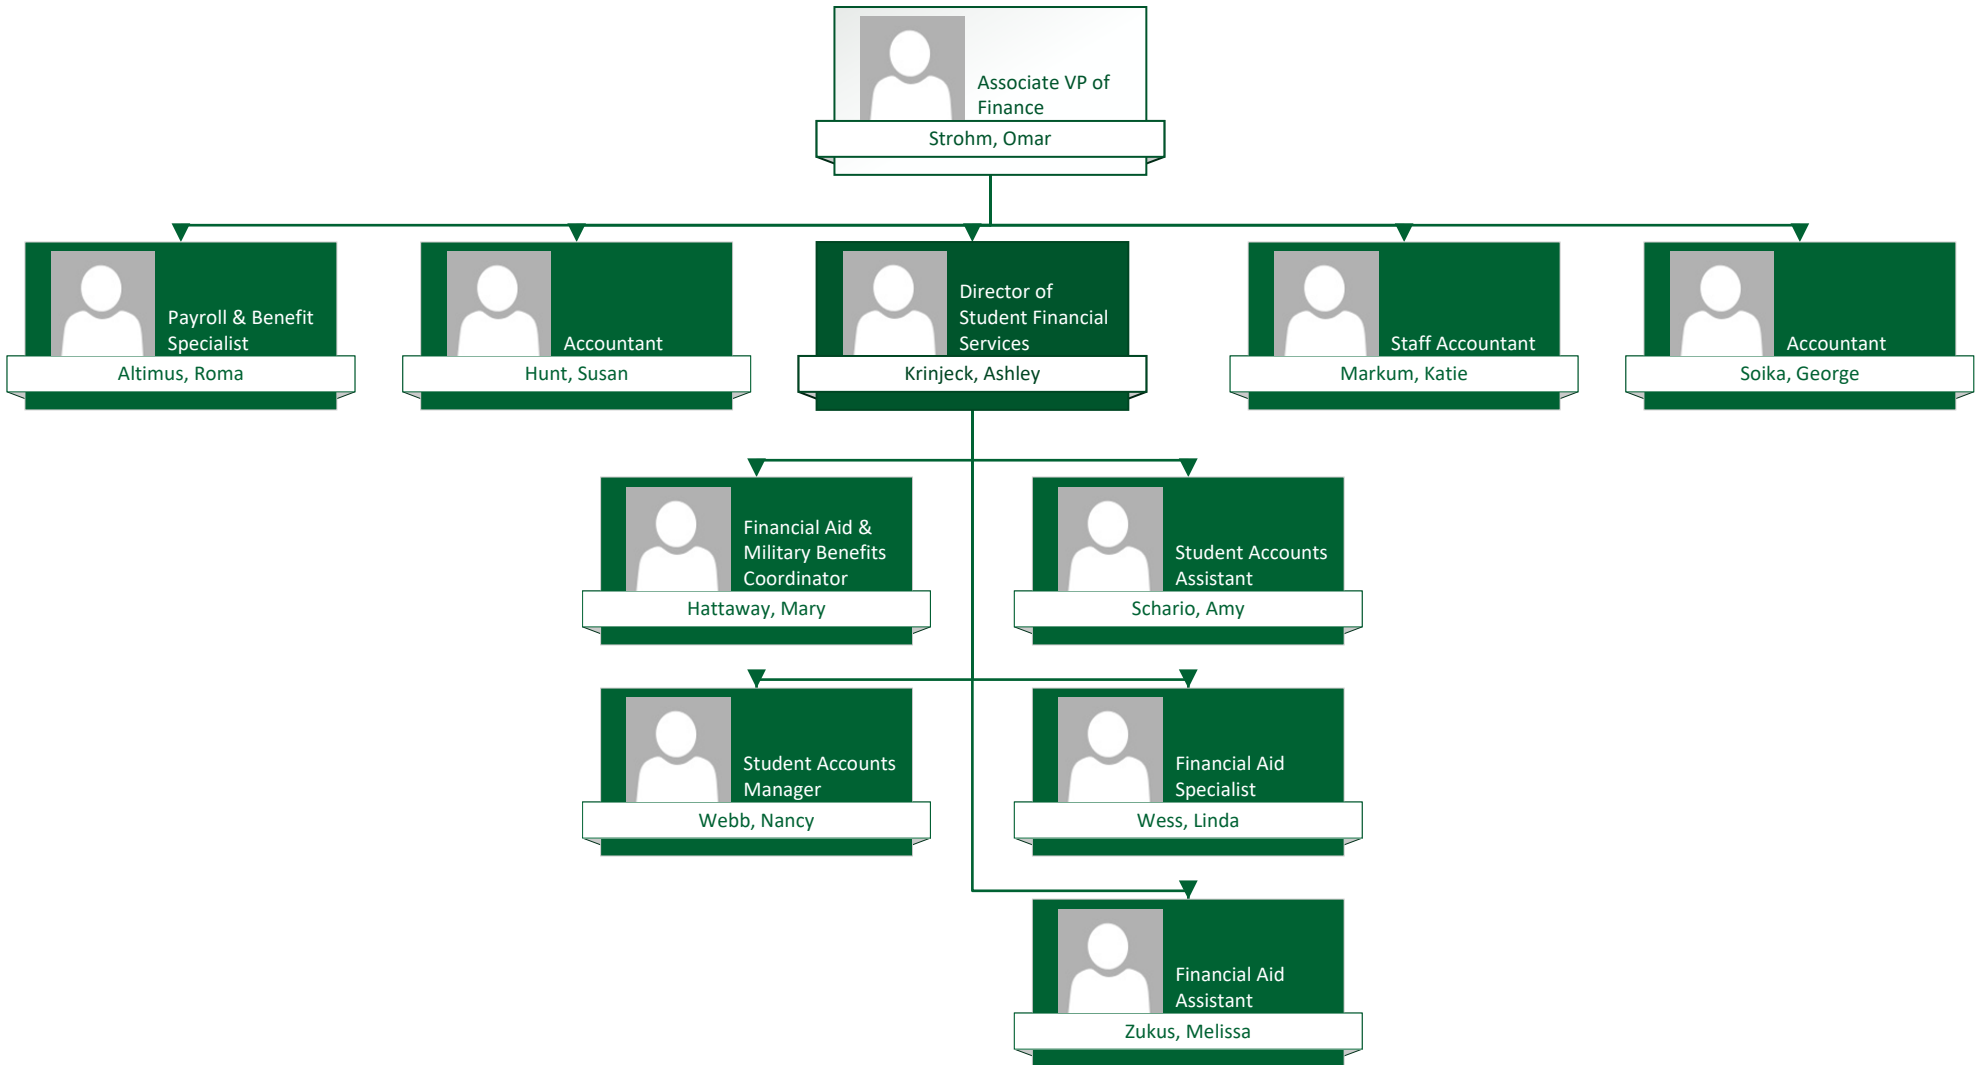 Associate VP of
Finance
Strohm, Omar
Payroll & Benefit
Specialist
Altimus, Roma
Accountant
Hunt, Susan
Director of
Student Financial
Services
Krinjeck, Ashley
Staff Accountant
Markum, Katie
Accountant
Soika, George
Financial Aid &
Military Benefits
Coordinator
Hattaway, Mary
Student Accounts
Assistant
Schario, Amy
Student Accounts
Manager
Webb, Nancy
Financial Aid
Specialist
Wess, Linda
Financial Aid
Assistant
Zukus, Melissa